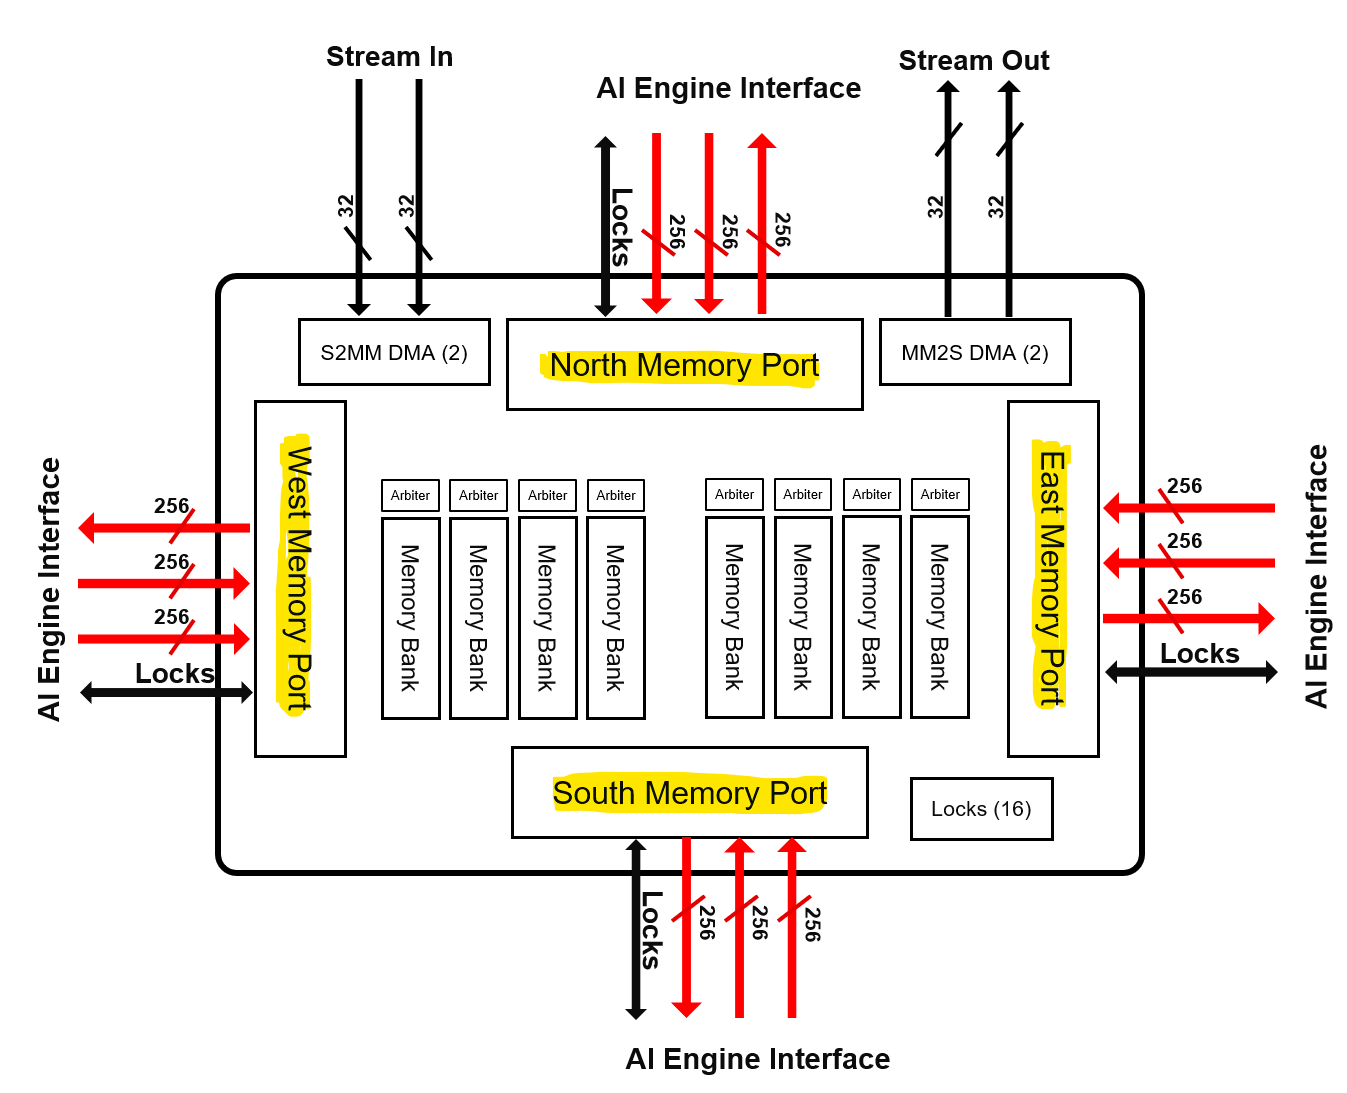 Stream In
Stream Out
AI Engine Interface
32
32
Locks
256
256
256
32
32
S2MM DMA (2)
North Memory Port
MM2S DMA (2)
AI Engine Interface
256
256
256
Locks
West Memory Port
Arbiter
Arbiter
Arbiter
Arbiter
Arbiter
Arbiter
Arbiter
Arbiter
Memory Bank
Memory Bank
Memory Bank
Memory Bank
Memory Bank
Memory Bank
Memory Bank
Memory Bank
East Memory Port
256
256
256
Locks
AI Engine Interface
South Memory Port
Locks (16)
Locks
256
256
256
AI Engine Interface